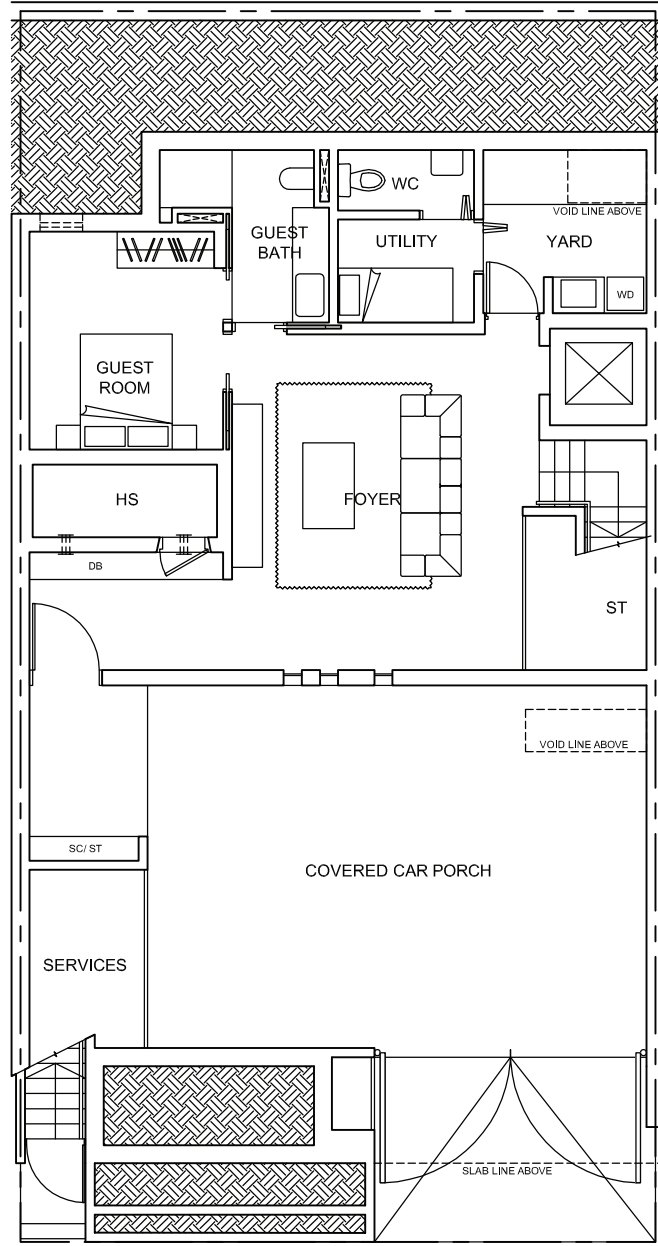 WC
VOID LINE ABOVE
GUEST
BATH
UTILITY
YARD
WD
GUEST
ROOM
HS
FOYER
DB
ST
VOID LINE ABOVE
SC/ ST
COVERED CAR PORCH
SERVICES
SLAB LINE ABOVE